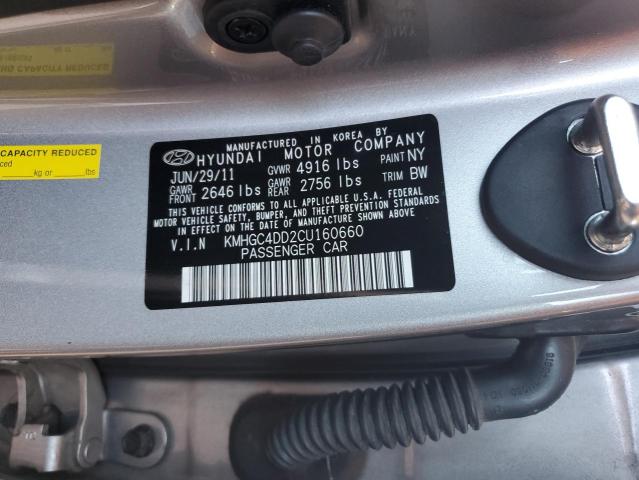 MANUFACTURED IN KOREA BY
HYUNDAI MOTOR COMPANY
JUN/29/11 GVWR 4916 lbs PAINT NY
GAWR FRONT 2646 lbs GAWR REAR 2756 lbs TRIM BW
THIS VEHICLE CONFORMS TO ALL APPLICABLE U.S.A. FEDERAL
MOTOR VEHICLE SAFETY, BUMPER, AND THEFT PREVENTION STANDARDS
IN EFFECT ON THE DATE OF MANUFACTURE SHOWN ABOVE.
V.I.N KMHGC4DD2CU160660
PASSENGER CAR
CAPACITY REDUCED
kg or lbs
CAPACITY REDUCED